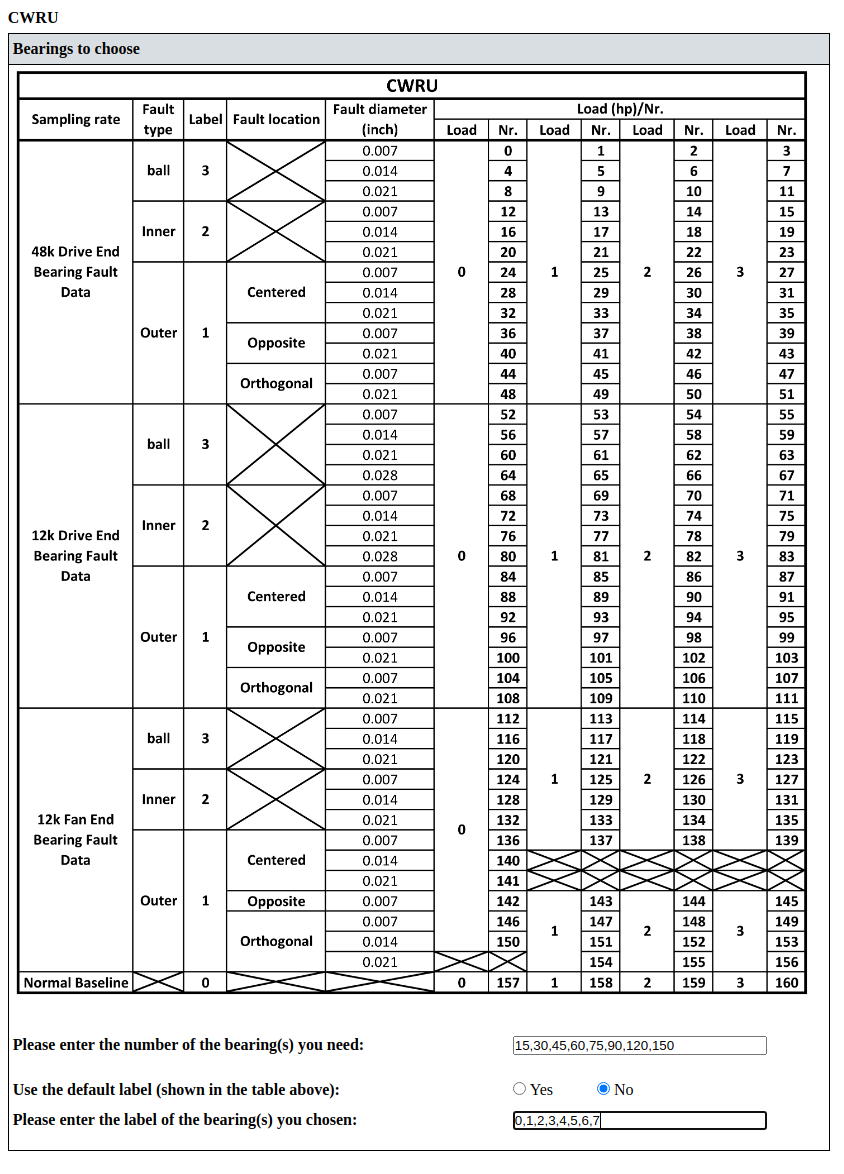 CWRU
Bearings to choose
CWRU
Sampling rate Fault type Label Fault location Fault diameter (inch) Load (hp)/Nr.
Load Nr. Load Nr. Load Nr. Load Nr.
48k Drive End Bearing Fault Data
ball 3
0.007 0 1 2 3
0.014 4 5 6 7
0.021 8 9 10 11
Inner 2
0.007 12 13 14 15
0.014 16 17 18 19
0.021 20 21 22 23
0 1 2 3
Outer 1
Centered
0.007 24 25 26 27
0.014 28 29 30 31
0.021 32 33 34 35
Opposite
0.007 36 37 38 39
0.021 40 41 42 43
Orthogonal
0.007 44 45 46 47
0.021 48 49 50 51
12k Drive End Bearing Fault Data
ball 3
0.007 52 53 54 55
0.014 56 57 58 59
0.021 60 61 62 63
0.028 64 65 66 67
Inner 2
0.007 68 69 70 71
0.014 72 73 74 75
0.021 76 77 78 79
0.028 80 81 82 83
0 1 2 3
Outer 1
Centered
0.007 84 85 86 87
0.014 88 89 90 91
0.021 92 93 94 95
Opposite
0.007 96 97 98 99
0.021 100 101 102 103
Orthogonal
0.007 104 105 106 107
0.021 108 109 110 111
12k Fan End Bearing Fault Data
ball 3
0.007 112 113 114 115
0.014 116 117 118 119
0.021 120 121 122 123
1 2 3
Inner 2
0.007 124 125 126 127
0.014 128 129 130 131
0.021 132 133 134 135
0
Outer 1
Centered
0.007 136 137 138 139
0.014 140
0.021 141
Opposite
0.007 142 143 144 145
Orthogonal
0.007 146 147 148 149
1 2 3
0.014 150 151 152 153
0.021 154 155 156
Normal Baseline 0 0 157 1 158 2 159 3 160
Please enter the number of the bearing(s) you need: 15,30,45,60,75,90,120,150
Use the default label (shown in the table above): Yes No
Please enter the label of the bearing(s) you chosen: 0,1,2,3,4,5,6,7